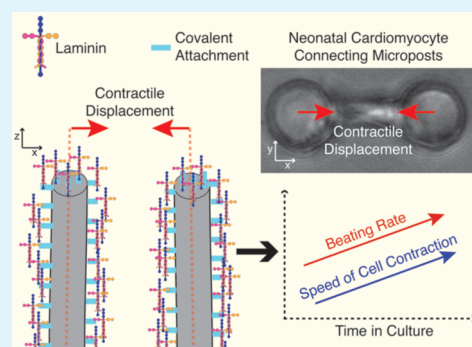 Laminin
Covalent
Attachment
Neonatal Cardiomyocyte
Connecting Microposts
Contractile
Displacement
z
x
Contractile
Displacement
y
x
Beating Rate
Speed of Cell Contraction
Time in Culture